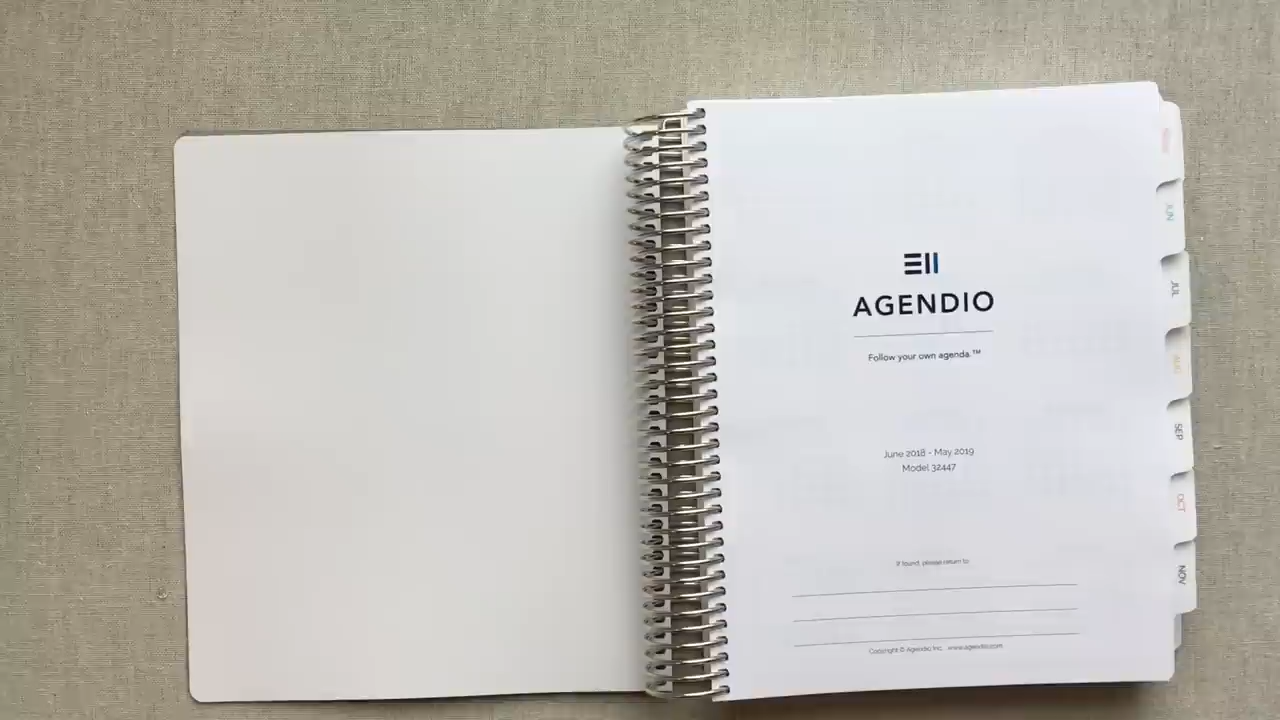 AGENDIO
Follow your own agenda.™
June 2018 - May 2019
Model 32447
If found, please return to
Copyright © Agendio Inc. www.agendio.com
JUN
JUL
AUG
SEP
OCT
NOV